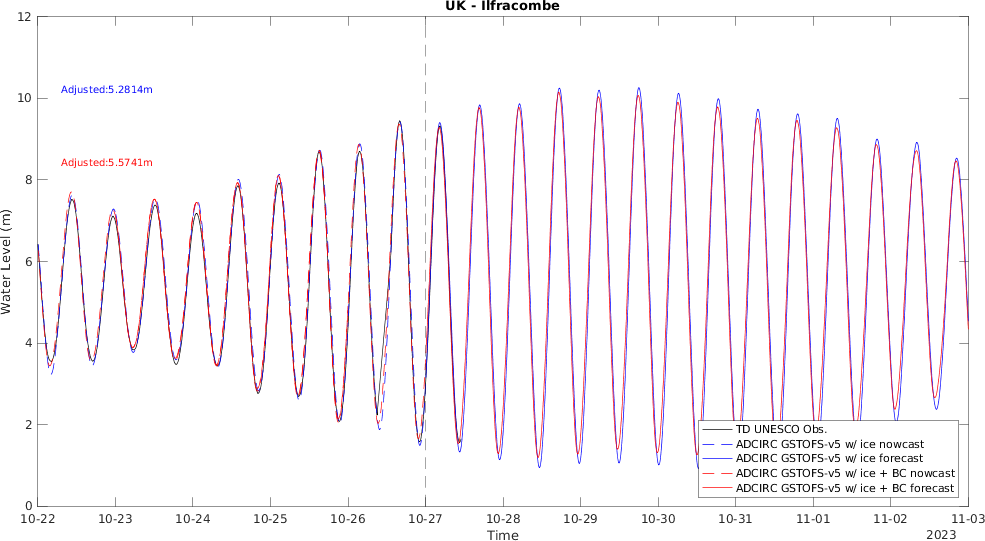 UK - Ilfracombe
12
10
8
6
4
2
0
Water Level (m)
Adjusted:5.2814m
Adjusted:5.5741m
TD UNESCO Obs.
ADCIRC GSTOFS-v5 w/ ice nowcast
ADCIRC GSTOFS-v5 w/ ice forecast
ADCIRC GSTOFS-v5 w/ ice + BC nowcast
ADCIRC GSTOFS-v5 w/ ice + BC forecast
10-22 10-23 10-24 10-25 10-26 10-27 10-28 10-29 10-30 10-31 11-01 11-02 11-03
Time
2023